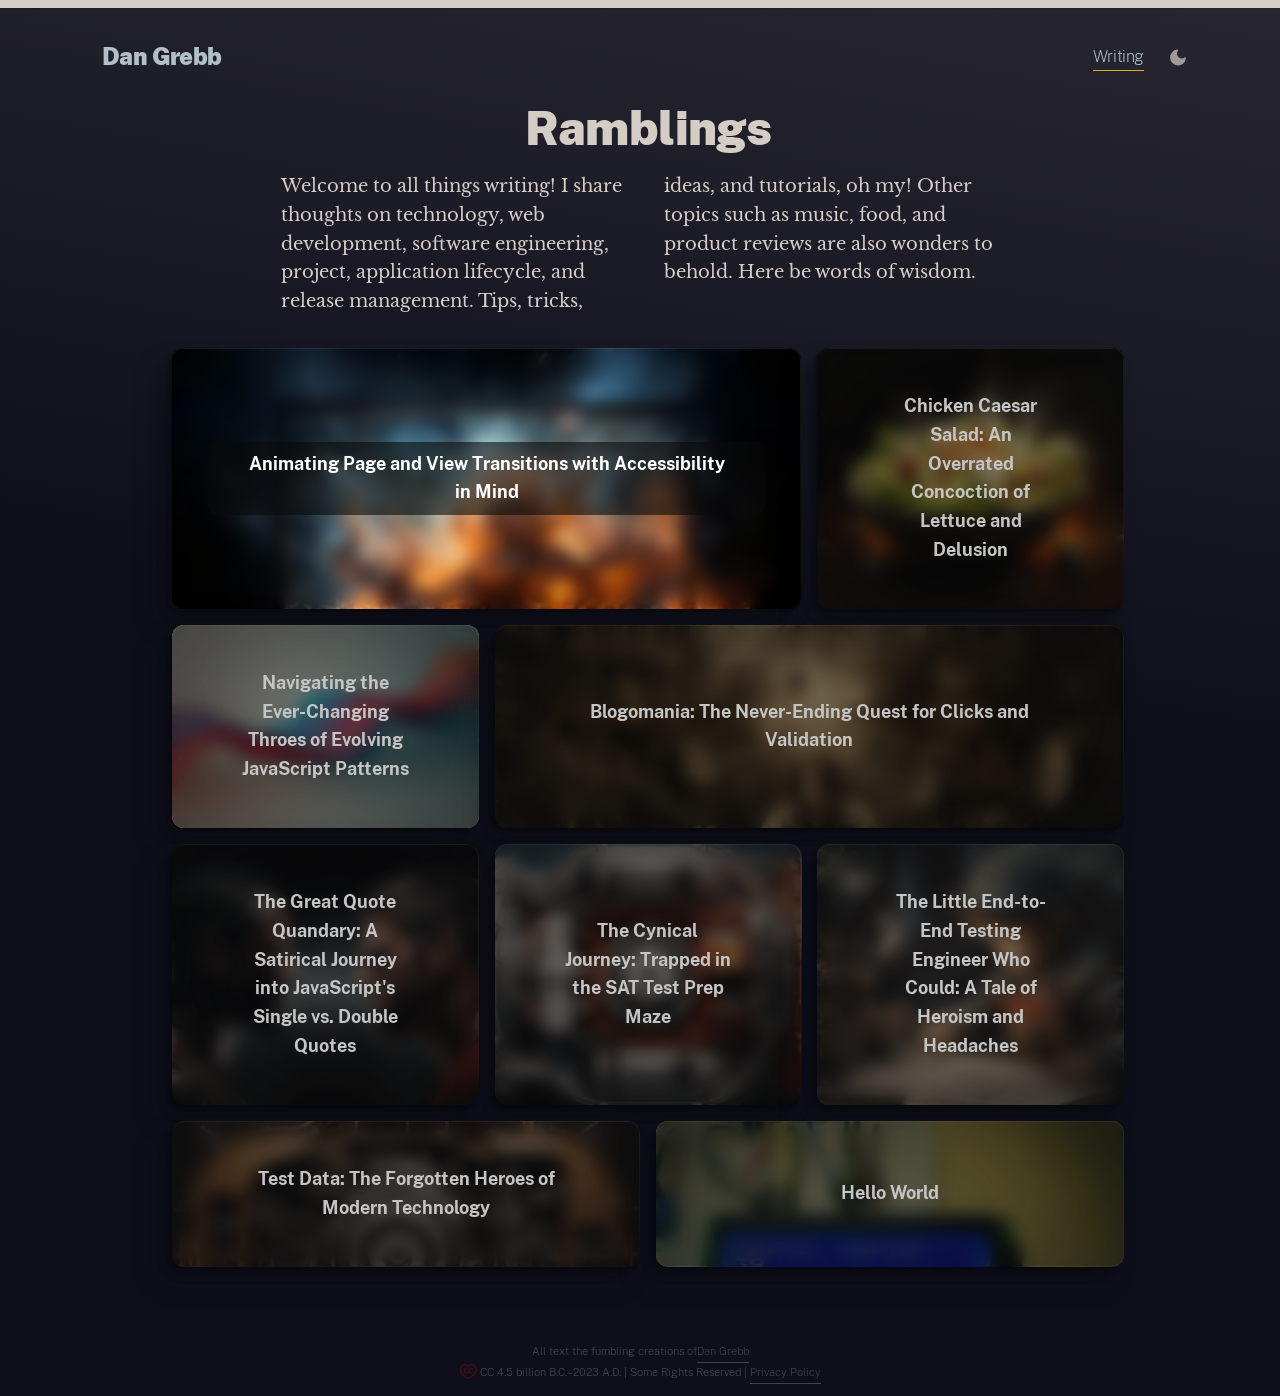 Dan Grebb
Writing
Ramblings
Welcome to all things writing! I share
thoughts on technology, web
development, software engineering,
project, application lifecycle, and
release management. Tips, tricks,
ideas, and tutorials, oh my! Other
topics such as music, food, and
product reviews are also wonders to
behold. Here be words of wisdom.
Animating Page and View Transitions with Accessibility
in Mind
Chicken Caesar
Salad: An
Overrated
Concoction of
Lettuce and
Delusion
Navigating the
Ever-Changing
Throes of Evolving
JavaScript Patterns
Blogomania: The Never-Ending Quest for Clicks and
Validation
The Great Quote
Quandary: A
Satirical Journey
into JavaScript's
Single vs. Double
Quotes
The Cynical
Journey: Trapped in
the SAT Test Prep
Maze
The Little End-to-
End Testing
Engineer Who
Could: A Tale of
Heroism and
Headaches
Test Data: The Forgotten Heroes of
Modern Technology
Hello World
All text the fumbling creations ofDan Grebb
CC 4.5 billion B.C.–2023 A.D. | Some Rights Reserved | Privacy Policy